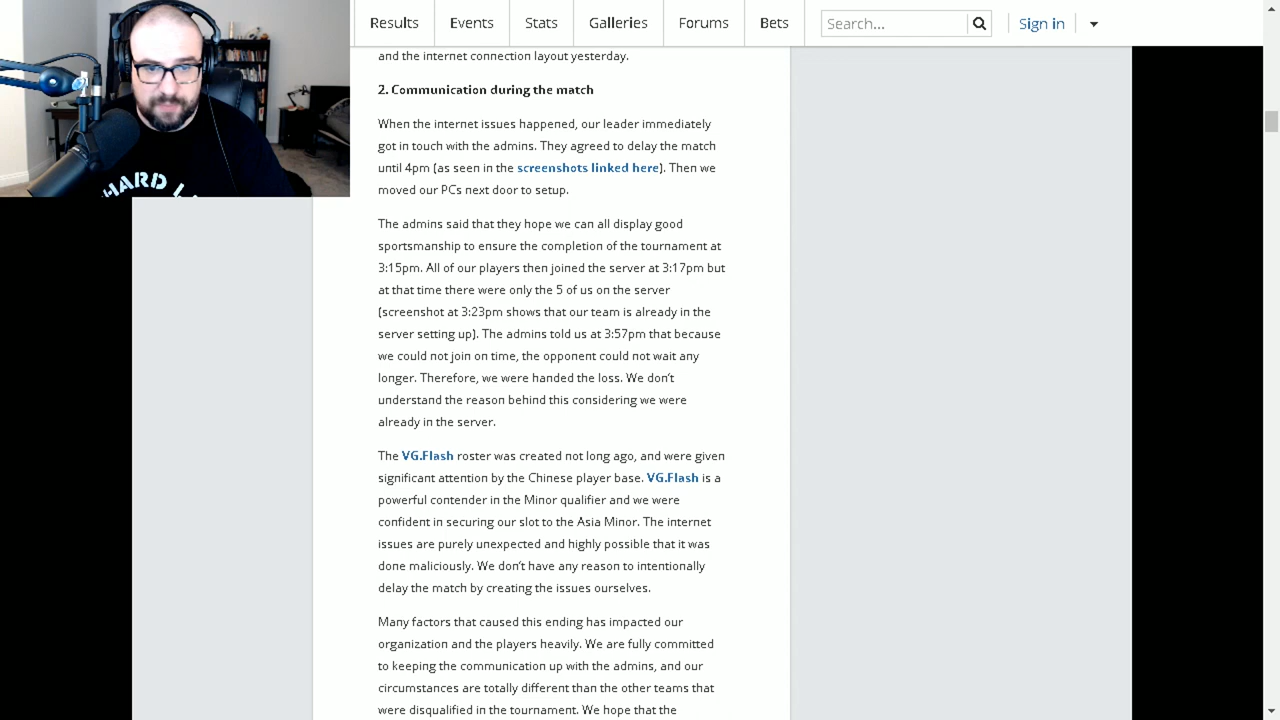 Results
Events
Stats
Galleries
Forums
Bets
Search...
Sign in
and the internet connection layout yesterday.
2. Communication during the match
When the internet issues happened, our leader immediately
got in touch with the admins. They agreed to delay the match
until 4pm (as seen in the screenshots linked here). Then we
moved our PCs next door to setup.
The admins said that they hope we can all display good
sportsmanship to ensure the completion of the tournament at
3:15pm. All of our players then joined the server at 3:17pm but
at that time there were only the 5 of us on the server
(screenshot at 3:23pm shows that our team is already in the
server setting up). The admins told us at 3:57pm that because
we could not join on time, the opponent could not wait any
longer. Therefore, we were handed the loss. We don't
understand the reason behind this considering we were
already in the server.
The VG.Flash roster was created not long ago, and were given
significant attention by the Chinese player base. VG.Flash is a
powerful contender in the Minor qualifier and we were
confident in securing our slot to the Asia Minor. The internet
issues are purely unexpected and highly possible that it was
done maliciously. We don't have any reason to intentionally
delay the match by creating the issues ourselves.
Many factors that caused this ending has impacted our
organization and the players heavily. We are fully committed
to keeping the communication up with the admins, and our
circumstances are totally different than the other teams that
were disqualified in the tournament. We hope that the
HARD L